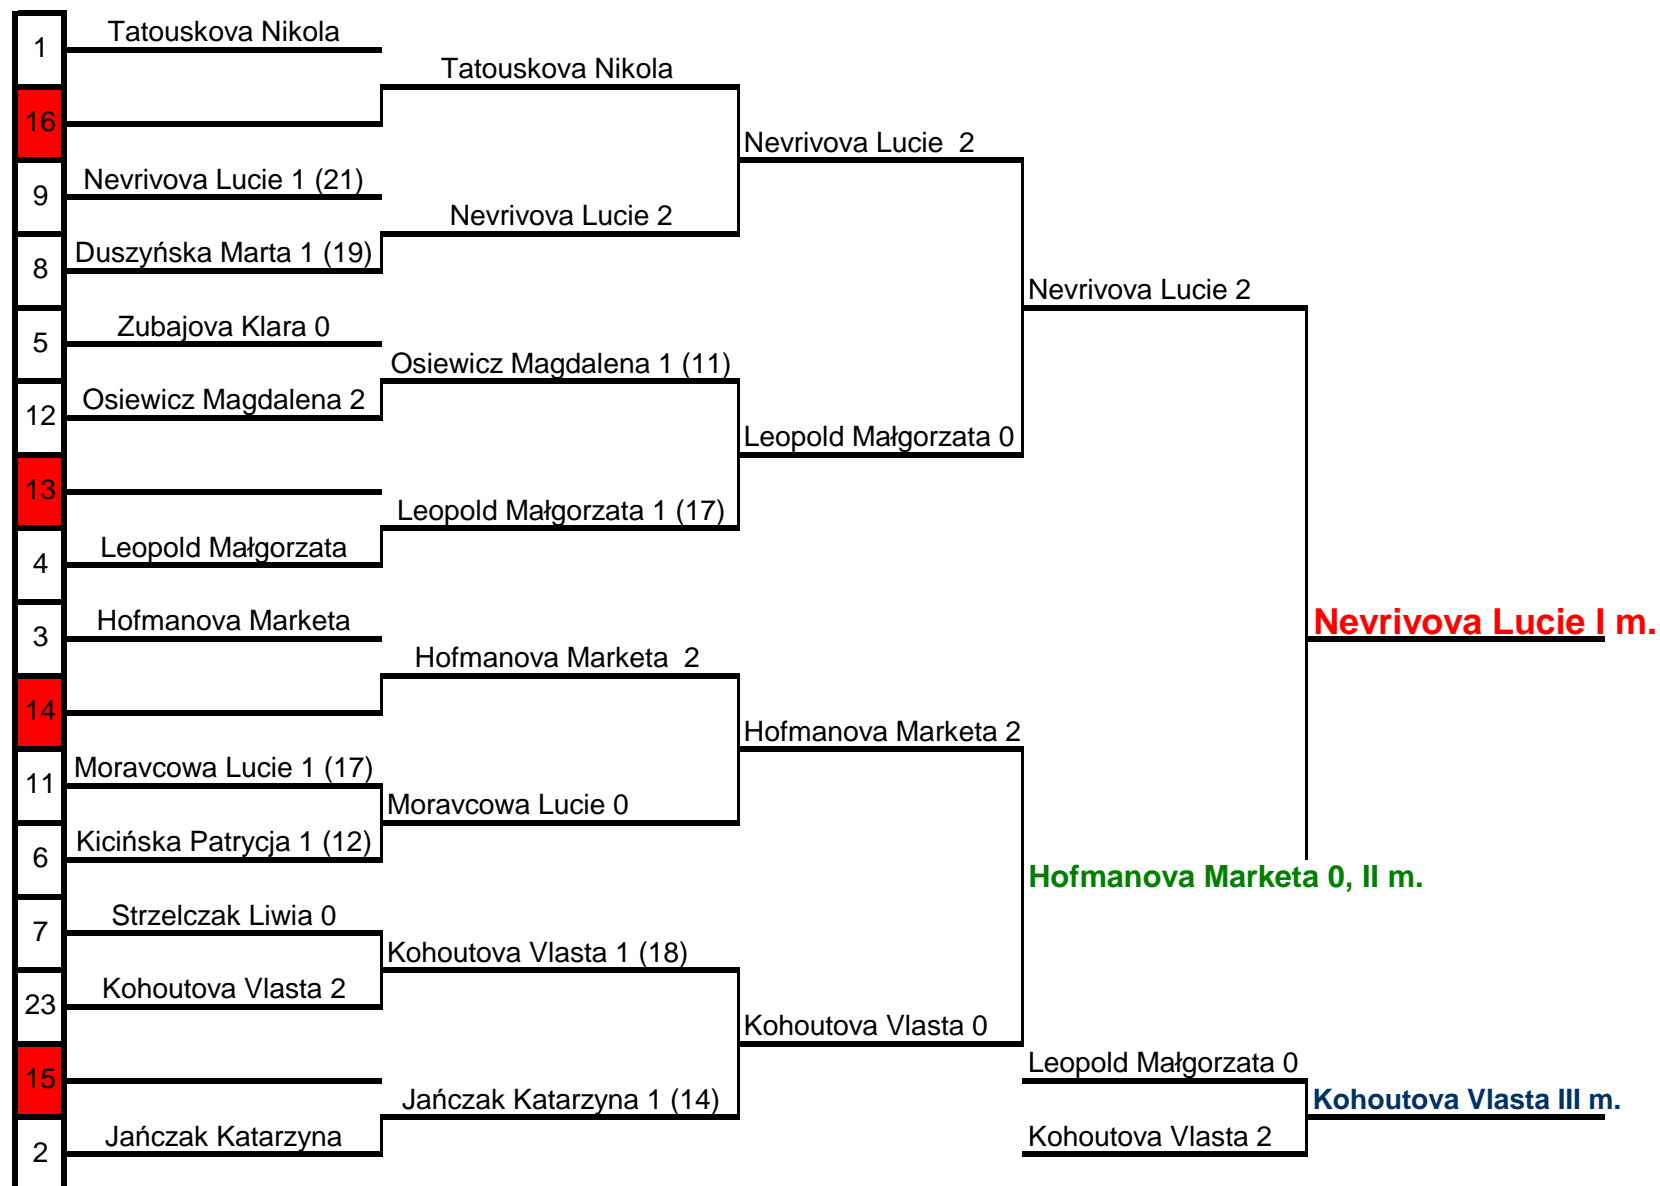 1 Tatouskova Nikola
Tatouskova Nikola
16
Nevrivova Lucie  2
9 Nevrivova Lucie 1 (21)
Nevrivova Lucie 2
8 Duszyńska Marta 1 (19)
Nevrivova Lucie 2
5 Zubajova Klara 0
Osiewicz Magdalena 1 (11)
12 Osiewicz Magdalena 2
Leopold Małgorzata 0
13
Leopold Małgorzata 1 (17)
4 Leopold Małgorzata
3 Hofmanova Marketa
Nevrivova Lucie I m.
Hofmanova Marketa  2
14
Hofmanova Marketa 2
11 Moravcowa Lucie 1 (17)
Moravcowa Lucie 0
6 Kicińska Patrycja 1 (12)
Hofmanova Marketa 0, II m.
7 Strzelczak Liwia 0
Kohoutova Vlasta 1 (18)
23 Kohoutova Vlasta 2
Kohoutova Vlasta 0
15
Leopold Małgorzata 0
Jańczak Katarzyna 1 (14)
Kohoutova Vlasta III m.
2 Jańczak Katarzyna
Kohoutova Vlasta 2